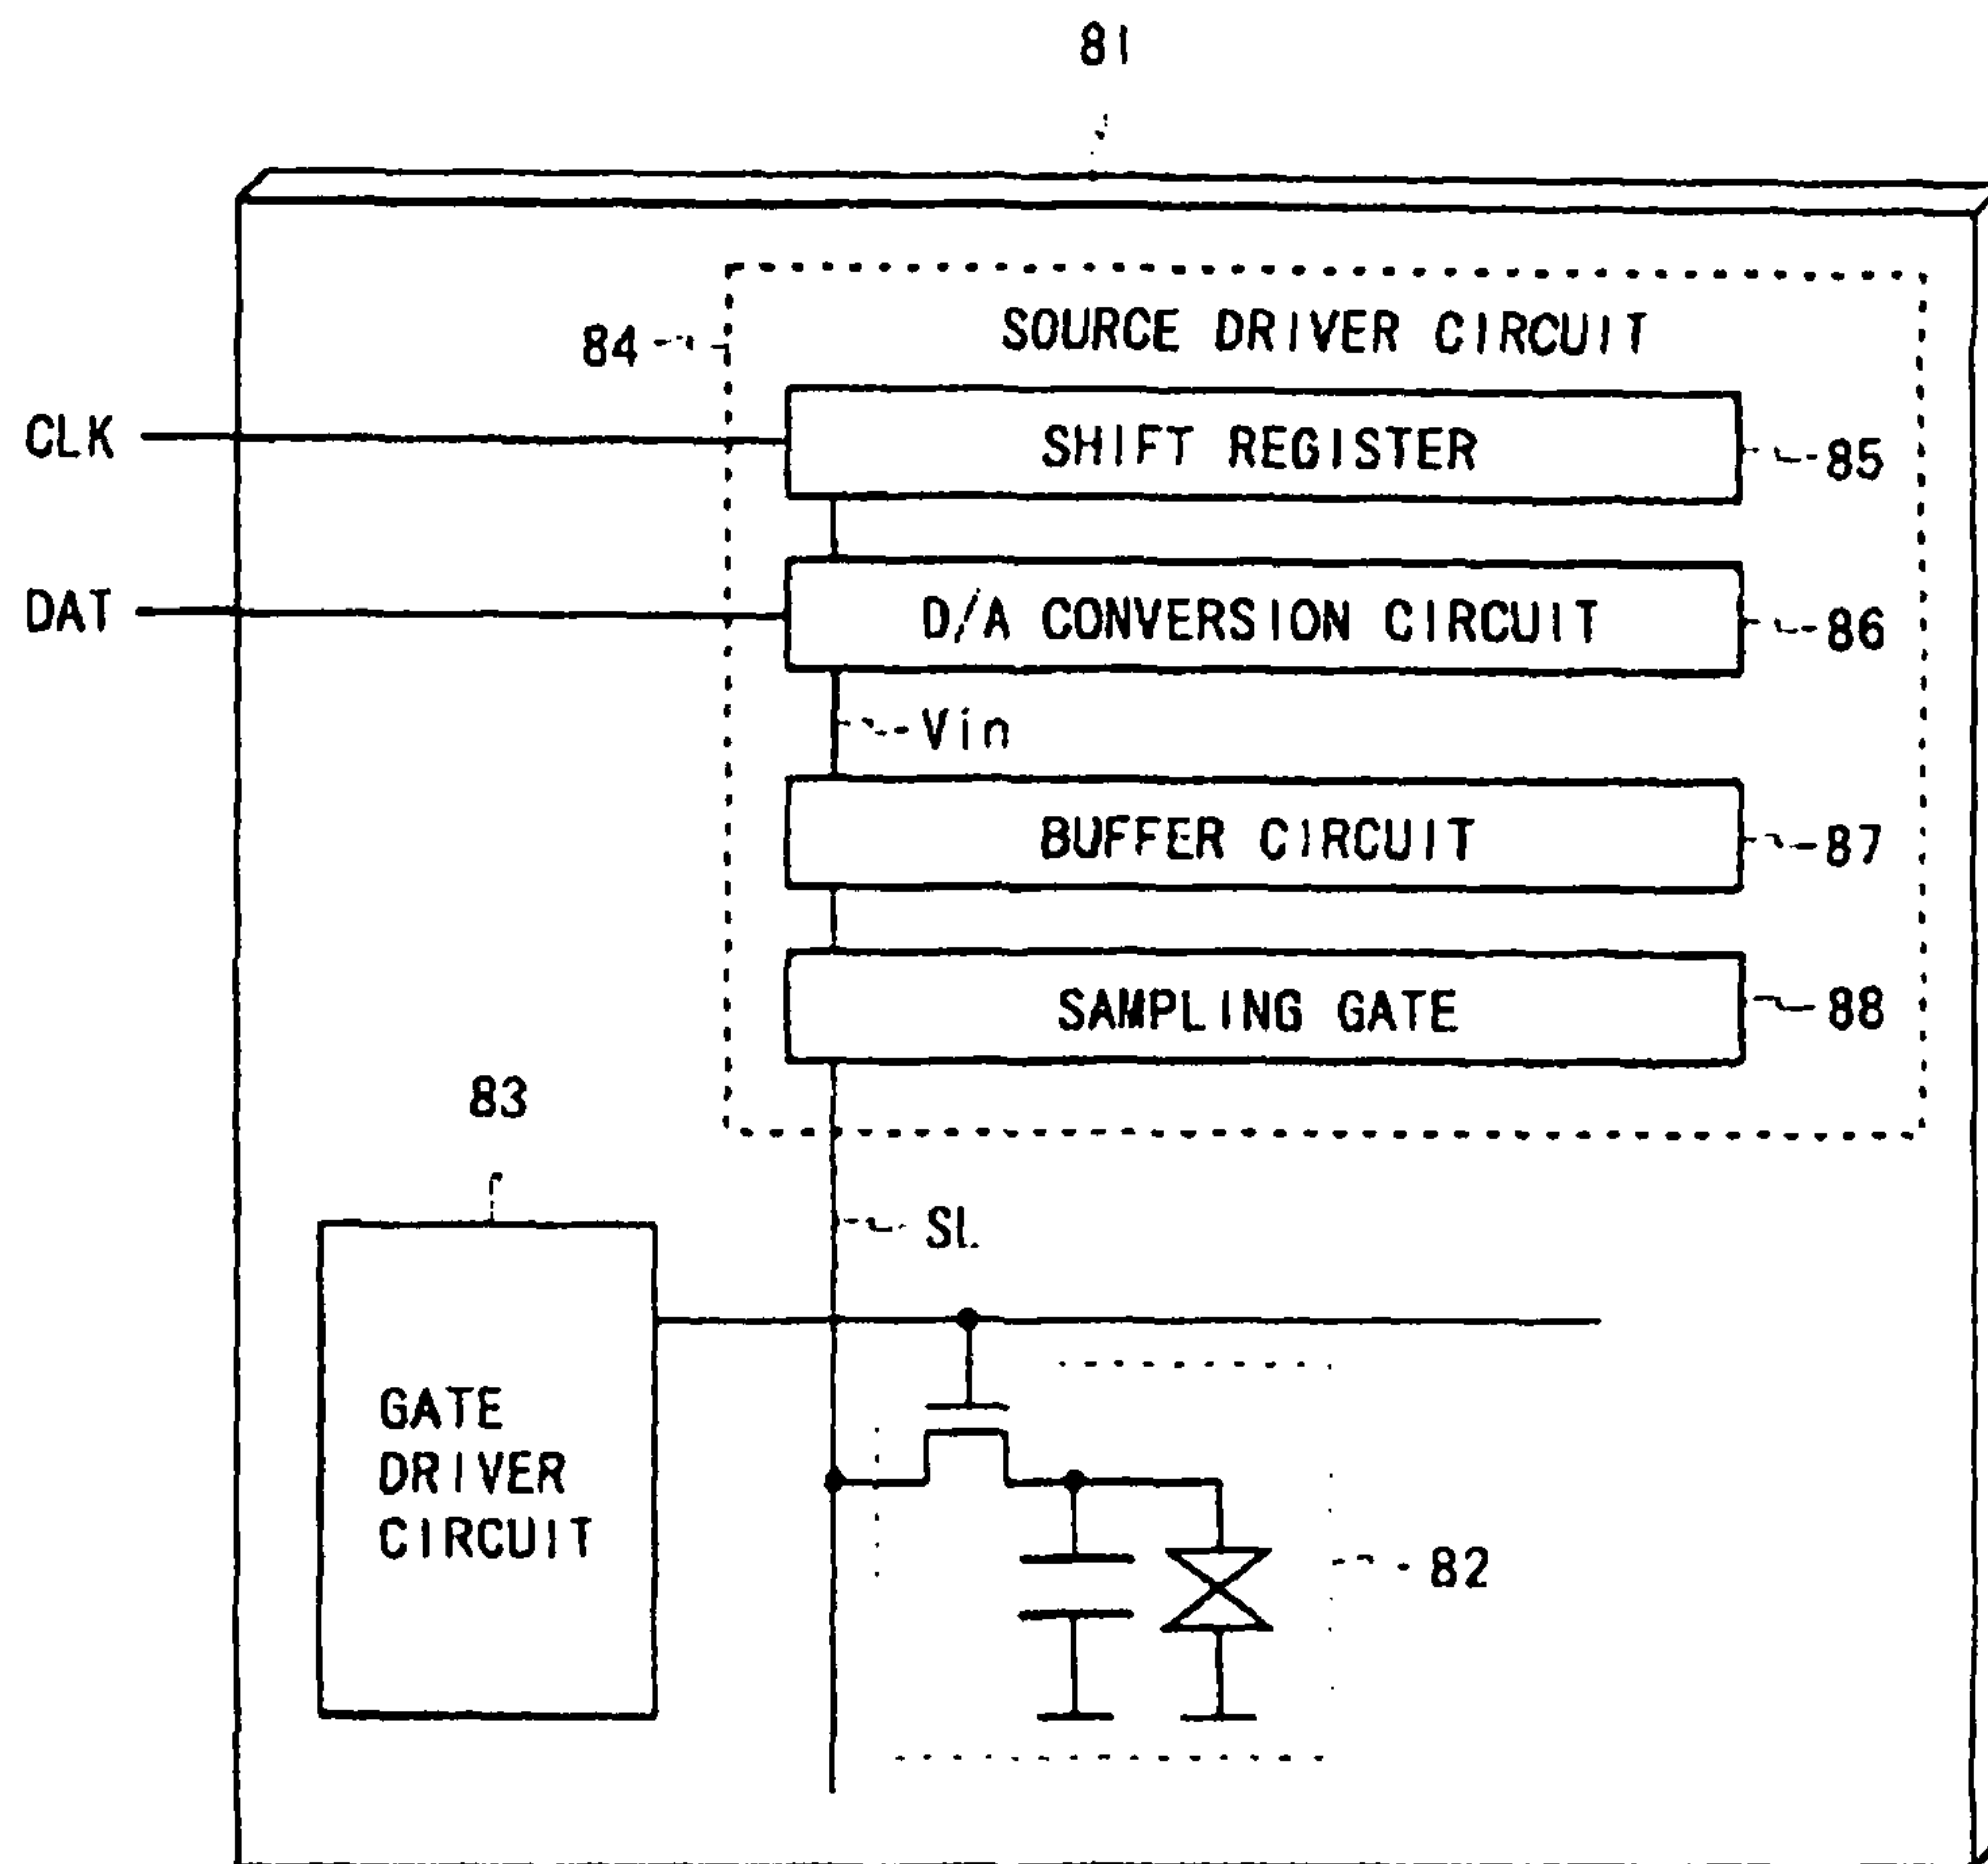 81
84
SOURCE DRIVER CIRCUIT
CLK
SHIFT REGISTER
85
DAT
D/A CONVERSION CIRCUIT
86
Vin
BUFFER CIRCUIT
87
SAMPLING GATE
88
83
SL
GATE
DRIVER
CIRCUIT
82